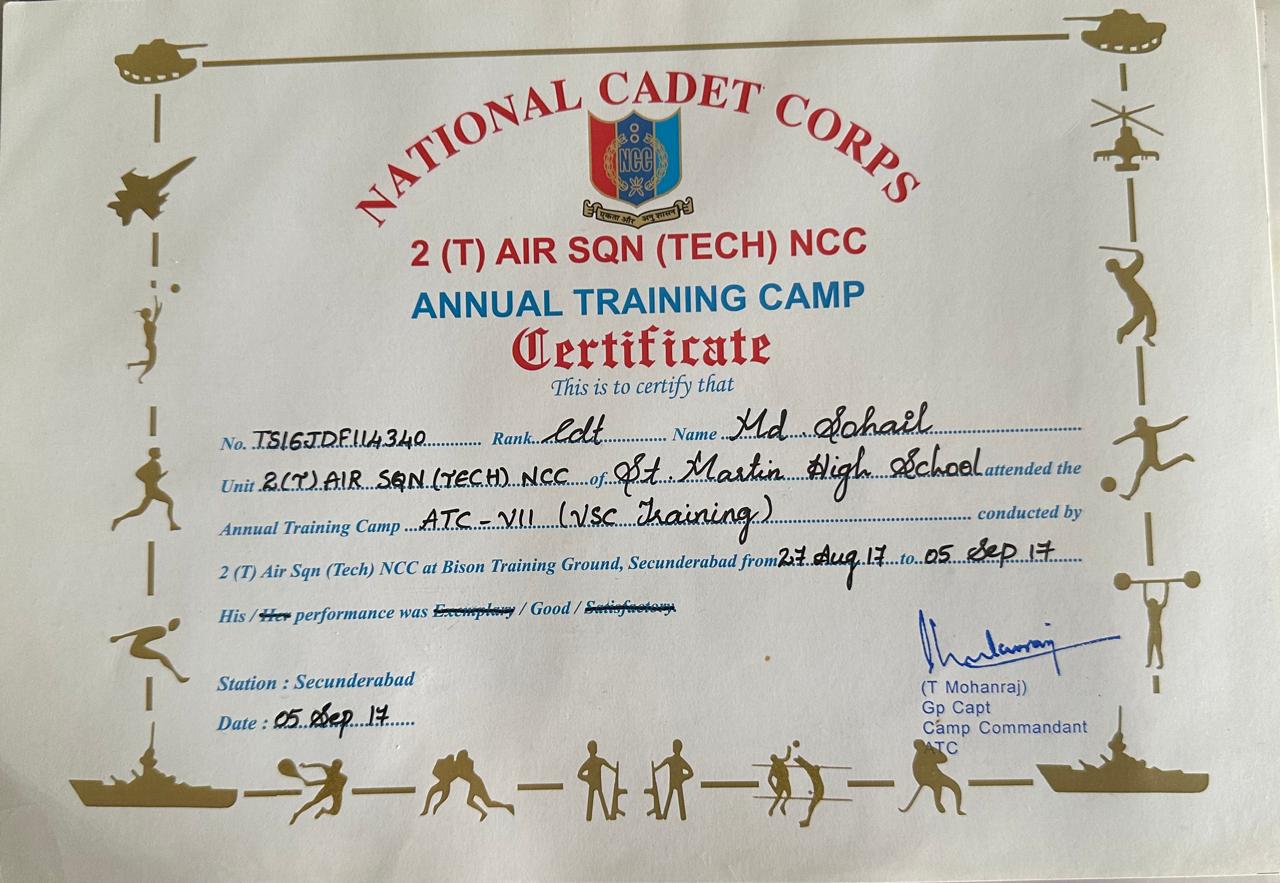 NATIONAL CADET CORPS
NCC
एकता और अनुशासन
2 (T) AIR SQN (TECH) NCC
ANNUAL TRAINING CAMP
Certificate
This is to certify that
No. TS16JDF114340 Rank Cdt Name Md. Sohail
Unit 2(T) AIR SQN (TECH) NCC of St. Martin High School attended the
Annual Training Camp ATC - VII (VSC Training) conducted by
2 (T) Air Sqn (Tech) NCC at Bison Training Ground, Secunderabad from 27 Aug 17 to 05 Sep 17
His / Her performance was Exemplary / Good / Satisfactory
Station : Secunderabad
Date : 05 Sep 17
(T Mohanraj)
Gp Capt
Camp Commandant
ATC